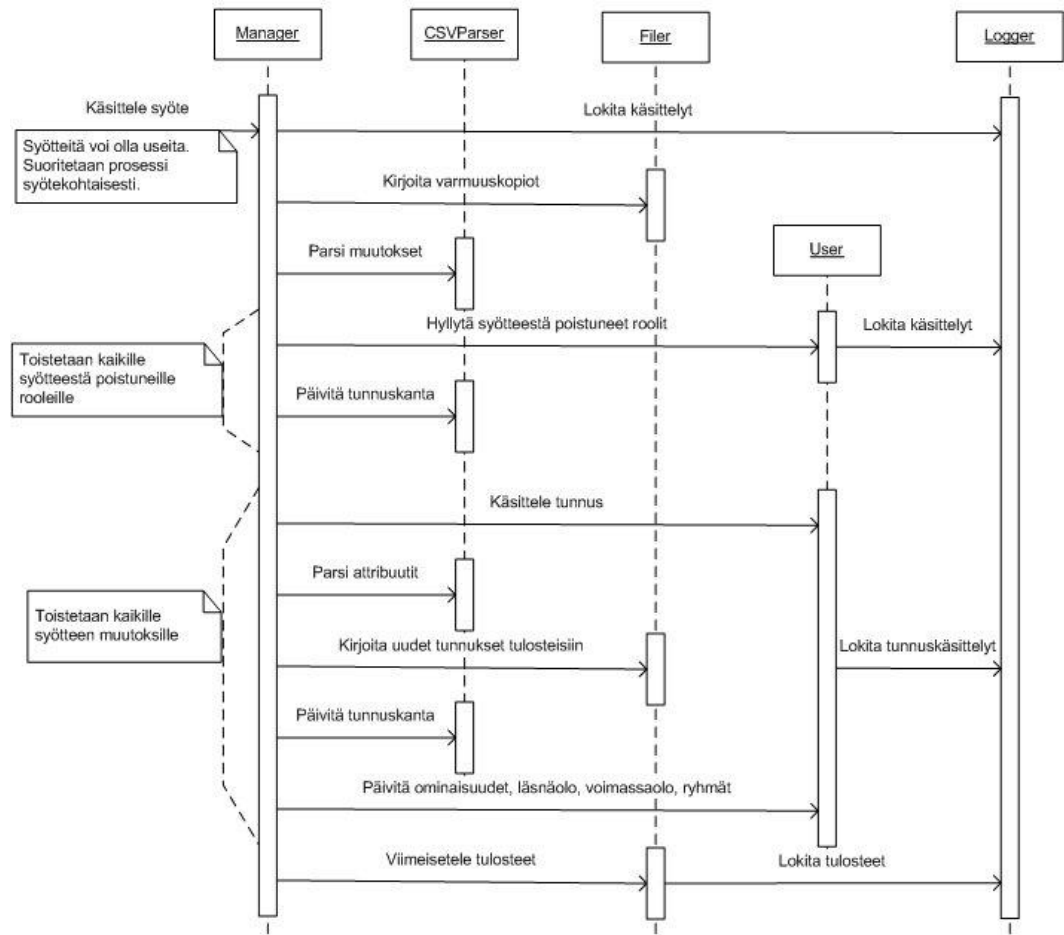 Manager
CSVParser
Filer
Logger
Käsittele syöte
Lokita käsittelyt
Syötteitä voi olla useita.
Suoritetaan prosessi
syötekohtaisesti.
Kirjoita varmuuskopiot
Parsi muutokset
User
Hyllytä syötteestä poistuneet roolit
Lokita käsittelyt
Toistetaan kaikille
syötteestä poistuneille
rooleille
Päivitä tunnuskanta
Käsittele tunnus
Parsi attribuutit
Toistetaan kaikille
syötteen muutoksille
Kirjoita uudet tunnukset tulosteisiin
Lokita tunnuskäsittelyt
Päivitä tunnuskanta
Päivitä ominaisuudet, läsnäolo, voimassaolo, ryhmät
Viimeisetele tulosteet
Lokita tulosteet